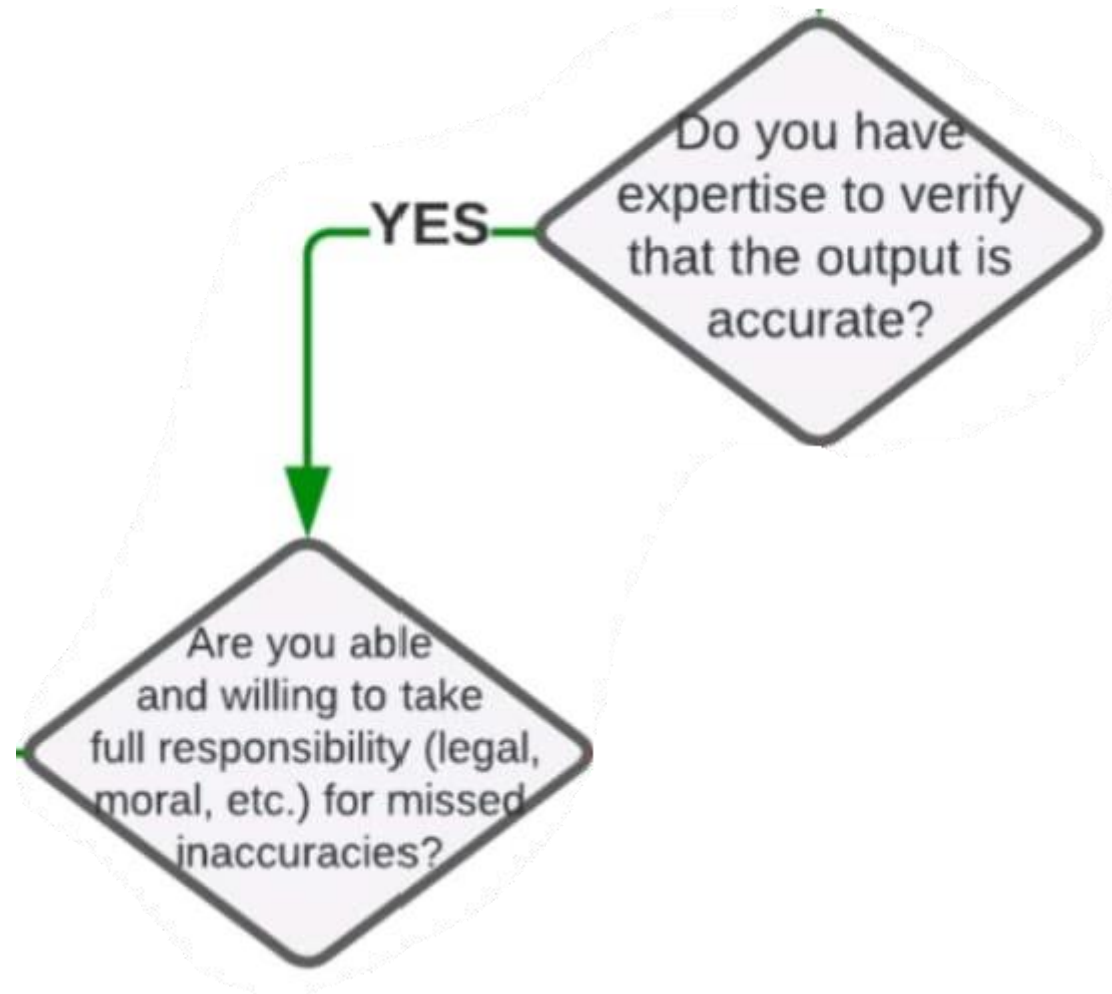 Do you have
expertise to verify
that the output is
accurate?
YES
Are you able
and willing to take
full responsibility (legal,
moral, etc.) for missed
inaccuracies?